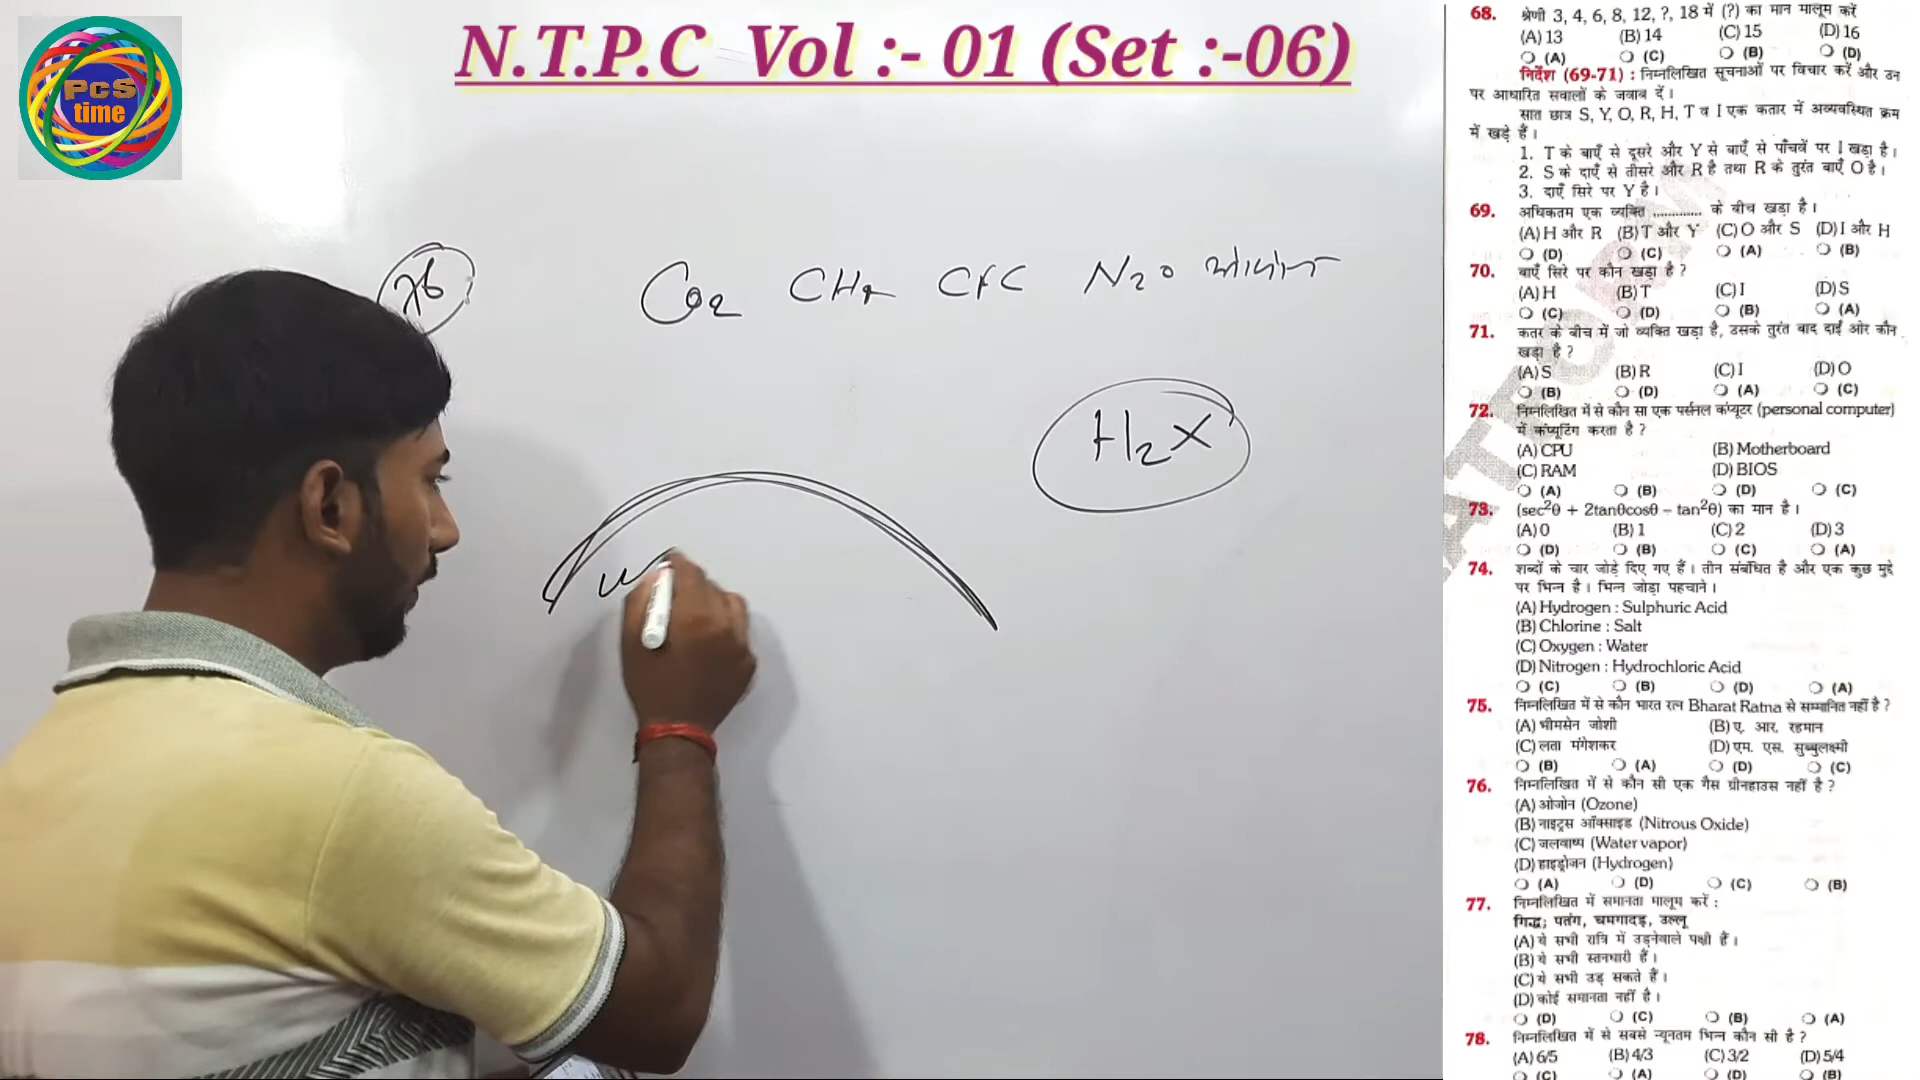 PcS
time
N.T.P.C Vol :- 01 (Set :-06)
76
CO2 CH4 CFC N2O ओजोन
H2 X
68. श्रेणी 3, 4, 6, 8, 12, ?, 18 में (?) का मान मालूम करें
(A) 13 (B) 14 (C) 15 (D) 16
(A) (C) (B) (D)
निर्देश (69-71) : निम्नलिखित सूचनाओं पर विचार करें और उन
पर आधारित सवालों के जवाब दें।
सात छात्र S, Y, O, R, H, T व I एक कतार में अव्यवस्थित क्रम
में खड़े हैं।
1. T के बाएँ से दूसरे और Y से बाएँ से पाँचवें पर I खड़ा है।
2. S के दाएँ से तीसरे और R है तथा R के तुरंत बाएँ O है।
3. दाएँ सिरे पर Y है।
69. अधिकतम एक व्यक्ति ............. के बीच खड़ा है।
(A) H और R (B) T और Y (C) O और S (D) I और H
(D) (C) (A) (B)
70. बाएँ सिरे पर कौन खड़ा है ?
(A) H (B) T (C) I (D) S
(C) (D) (B) (A)
71. कतर के बीच में जो व्यक्ति खड़ा है, उसके तुरंत बाद दाईं ओर कौन
खड़ा है ?
(A) S (B) R (C) I (D) O
(B) (D) (A) (C)
72. निम्नलिखित में से कौन सा एक पर्सनल कंप्यूटर (personal computer)
में कंप्यूटिंग करता है ?
(A) CPU (B) Motherboard
(C) RAM (D) BIOS
(A) (B) (D) (C)
73. (sec²θ + 2tanθcosθ − tan²θ) का मान है।
(A) 0 (B) 1 (C) 2 (D) 3
(D) (B) (C) (A)
74. शब्दों के चार जोड़े दिए गए हैं। तीन संबंधित है और एक कुछ मुद्दे
पर भिन्न है। भिन्न जोड़ा पहचाने।
(A) Hydrogen : Sulphuric Acid
(B) Chlorine : Salt
(C) Oxygen : Water
(D) Nitrogen : Hydrochloric Acid
(C) (B) (D) (A)
75. निम्नलिखित में से कौन भारत रत्न Bharat Ratna से सम्मानित नहीं है ?
(A) भीमसेन जोशी (B) ए. आर. रहमान
(C) लता मंगेशकर (D) एम. एस. सुब्बुलक्ष्मी
(B) (A) (D) (C)
76. निम्नलिखित में से कौन सी एक गैस ग्रीनहाउस नहीं है ?
(A) ओजोन (Ozone)
(B) नाइट्रस ऑक्साइड (Nitrous Oxide)
(C) जलवाष्प (Water vapor)
(D) हाइड्रोजन (Hydrogen)
(A) (D) (C) (B)
77. निम्नलिखित में समानता मालूम करें :
गिद्ध; पतंग, चमगादड़, उल्लू
(A) ये सभी रात्रि में उड़नेवाले पक्षी हैं।
(B) ये सभी स्तनधारी हैं।
(C) ये सभी उड़ सकते हैं।
(D) कोई समानता नहीं है।
(D) (C) (B) (A)
78. निम्नलिखित में से सबसे न्यूनतम भिन्न कौन सी है ?
(A) 6/5 (B) 4/3 (C) 3/2 (D) 5/4
(C) (A) (D) (B)